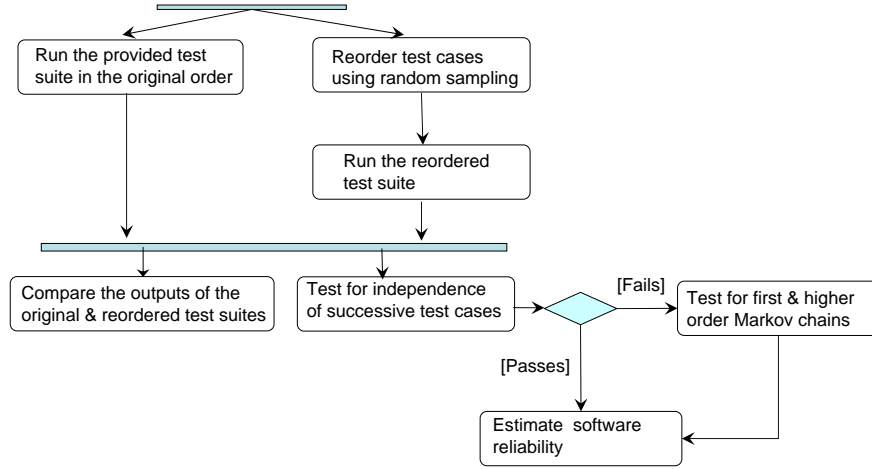 Run the provided test
suite in the original order
Reorder test cases
using random sampling
Run the reordered
test suite
Compare the outputs of the
original & reordered test suites
Test for independence
of successive test cases
[Fails]
Test for first & higher
order Markov chains
[Passes]
Estimate software
reliability